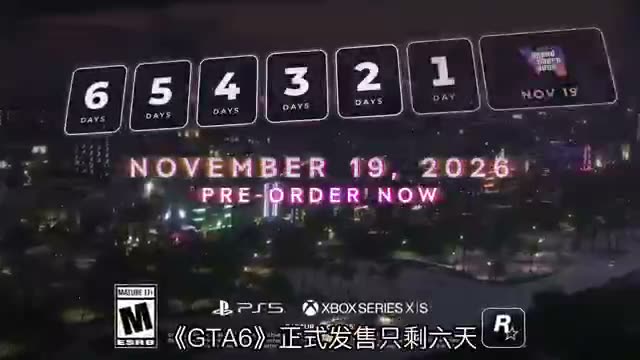 6 5 4 3 2 1
DAYS DAYS DAYS DAYS DAYS DAY
NOV 19
NOVEMBER 19, 2026
PRE-ORDER NOW
MATURE 17+
M
ESRB
PS5
XBOX SERIES X|S
R
《GTA6》正式发售只剩六天